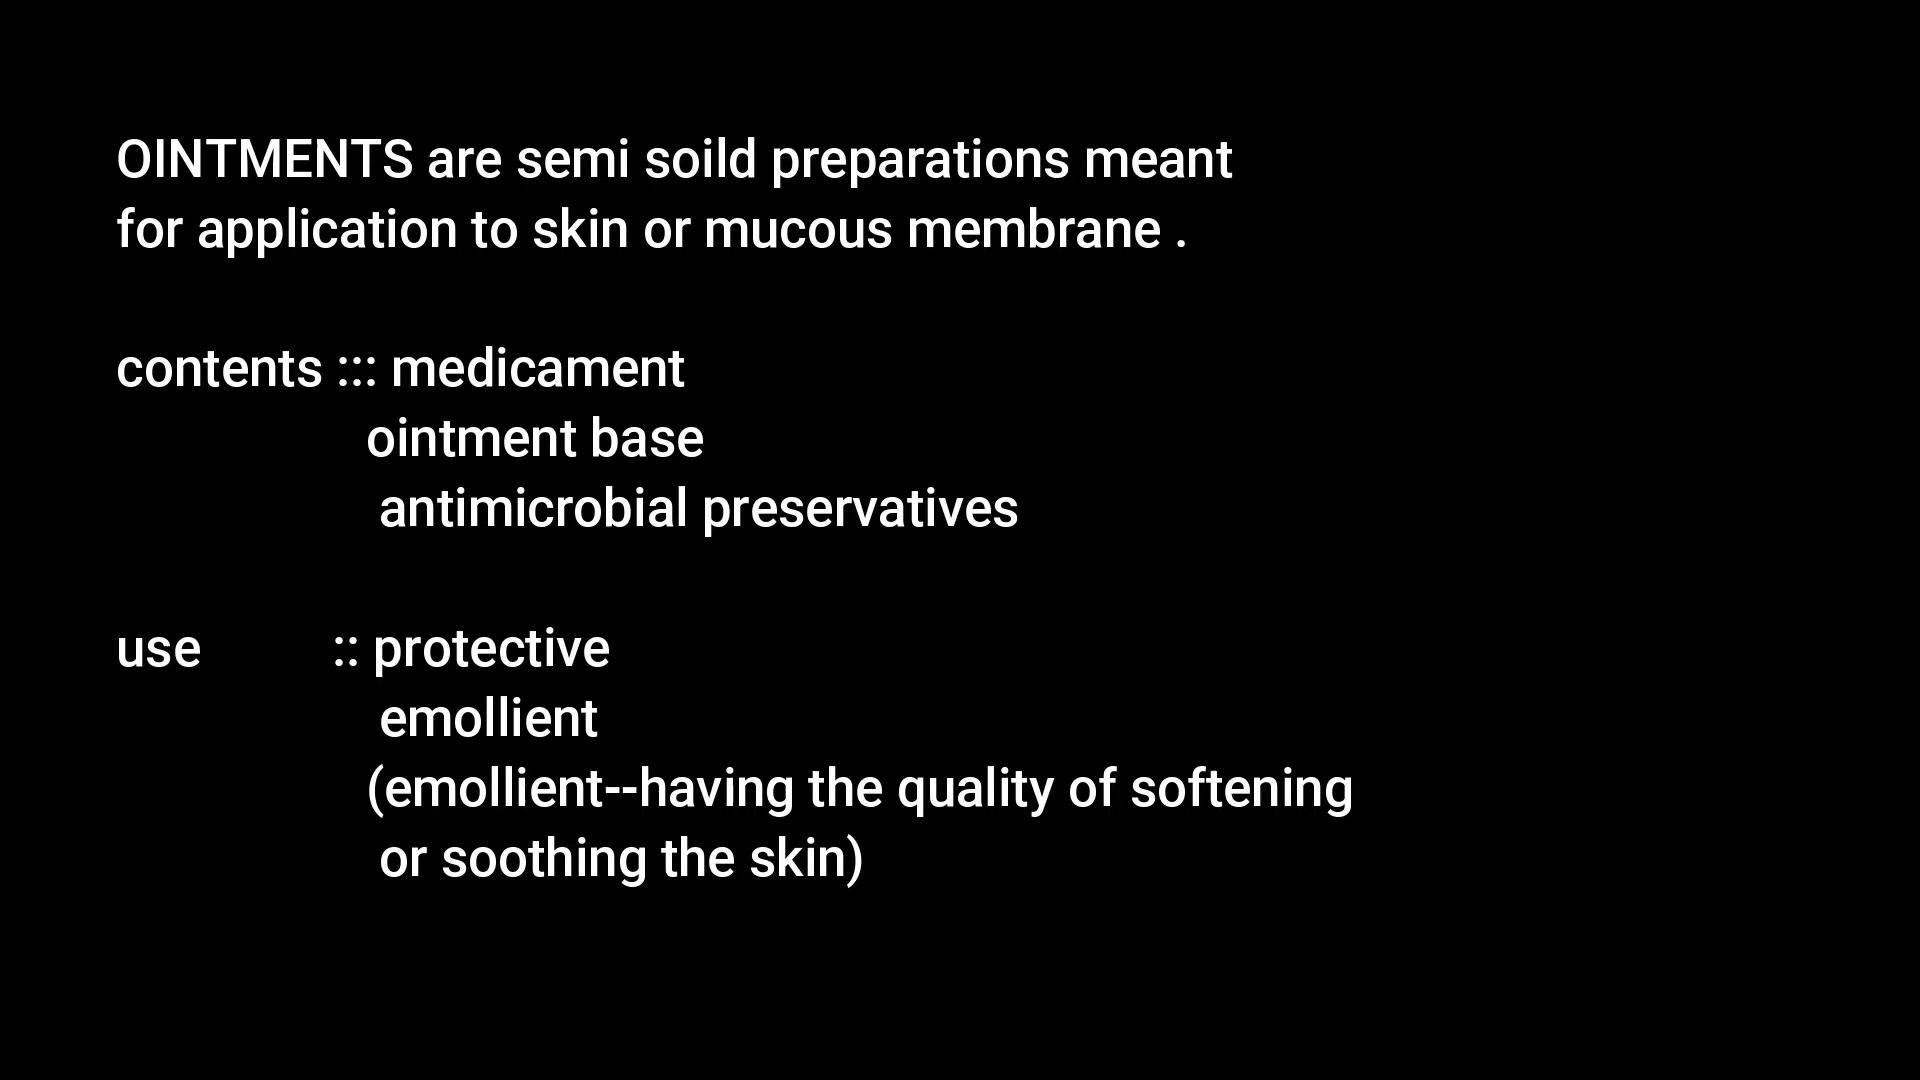 OINTMENTS are semi soild preparations meant
for application to skin or mucous membrane .
contents ::: medicament
ointment base
antimicrobial preservatives
use :: protective
emollient
(emollient--having the quality of softening
or soothing the skin)